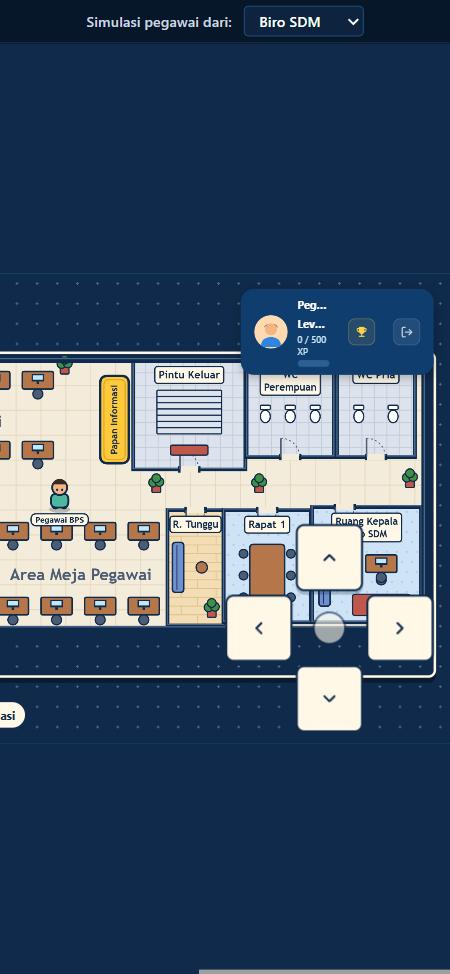 Simulasi pegawai dari:
Biro SDM
Peg...
Lev...
0 / 500
XP
Pintu Keluar
Perempuan
WC Pria
Papan Informasi
Pegawai BPS
R. Tunggu
Rapat 1
Ruang Kepala
SDM
Area Meja Pegawai
asi